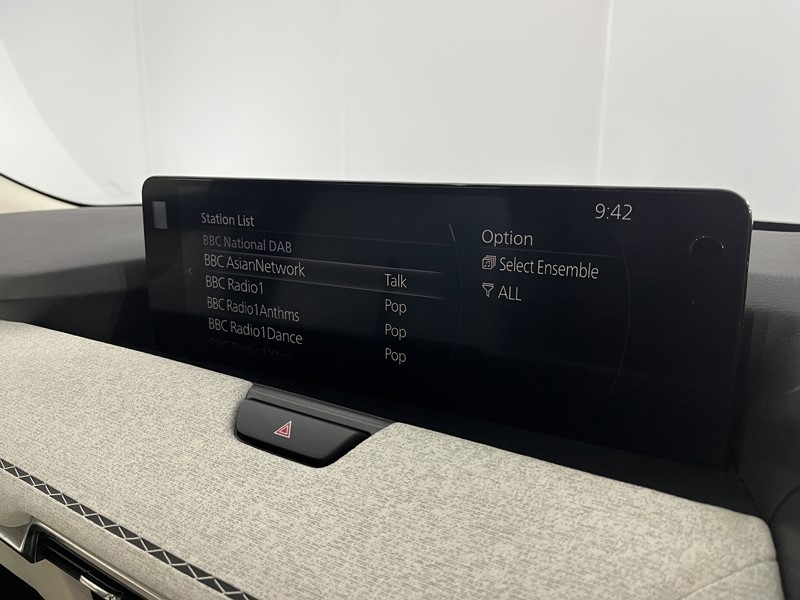 9:42
Station List
BBC National DAB
BBC AsianNetwork Talk
BBC Radio1 Pop
BBC Radio1Anthms Pop
BBC Radio1Dance Pop
Option
Select Ensemble
ALL